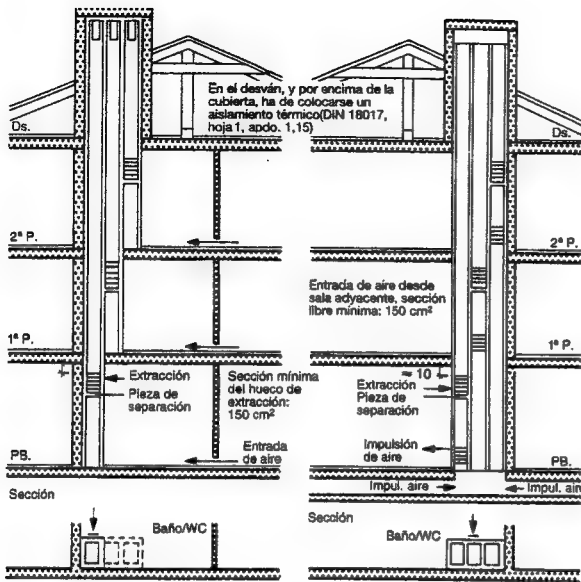 En el desván, y por encima de la
cubierta, ha de colocarse un
aislamiento térmico(DIN 18017,
hoja 1, apdo. 1,15)
Ds.
2ª P.
1ª P.
Extracción
Pieza de
separación
Sección mínima
del hueco de
extracción:
150 cm²
Entrada
de aire
PB.
Sección
Baño/WC
Ds.
2ª P.
Entrada de aire desde
sala adyacente, sección
libre mínima: 150 cm²
1ª P.
≈ 10
Extracción
Pieza de
separación
Impulsión
de aire
PB.
Impul. aire
Impul. aire
Sección
Baño/WC